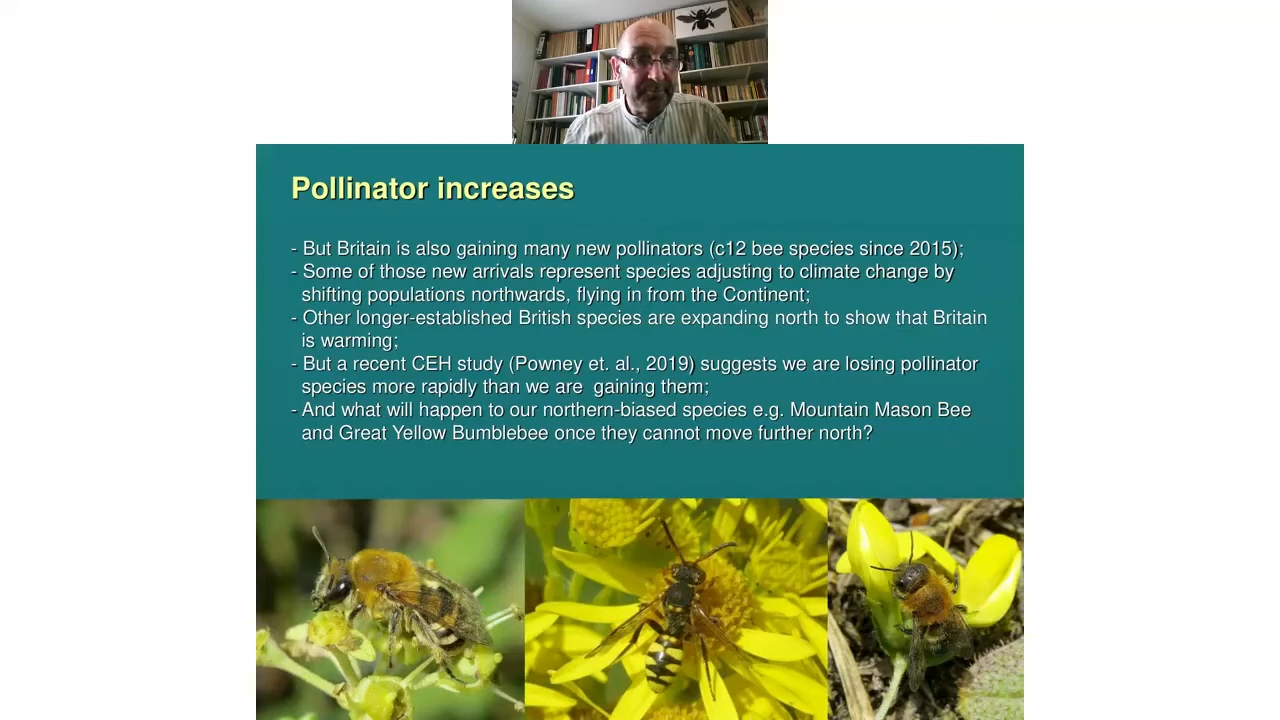 Pollinator increases
- But Britain is also gaining many new pollinators (c12 bee species since 2015);
- Some of those new arrivals represent species adjusting to climate change by
shifting populations northwards, flying in from the Continent;
- Other longer-established British species are expanding north to show that Britain
is warming;
- But a recent CEH study (Powney et. al., 2019) suggests we are losing pollinator
species more rapidly than we are  gaining them;
- And what will happen to our northern-biased species e.g. Mountain Mason Bee
and Great Yellow Bumblebee once they cannot move further north?